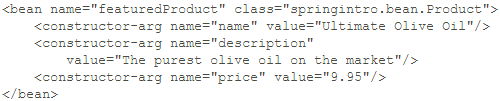 <bean name="featuredProduct" class="springintro.bean.Product">
    <constructor-arg name="name" value="Ultimate Olive Oil"/>
    <constructor-arg name="description"
        value="The purest olive oil on the market"/>
    <constructor-arg name="price" value="9.95"/>
</bean>